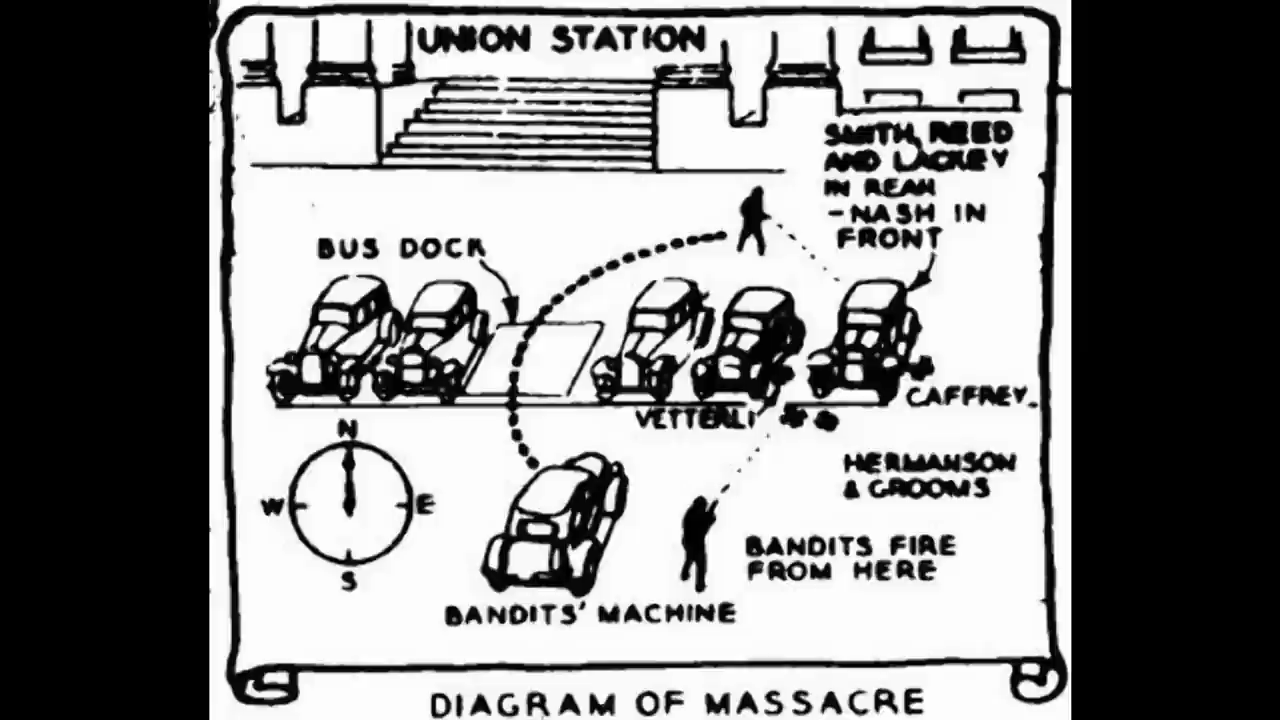 UNION STATION
SMITH, REED
AND LACKEY
IN REAR
-NASH IN
FRONT
BUS DOCK
CAFFREY.
VETTERLI
N
W E
S
HERMANSON
& GROOMS
BANDITS FIRE
FROM HERE
BANDITS' MACHINE
DIAGRAM OF MASSACRE